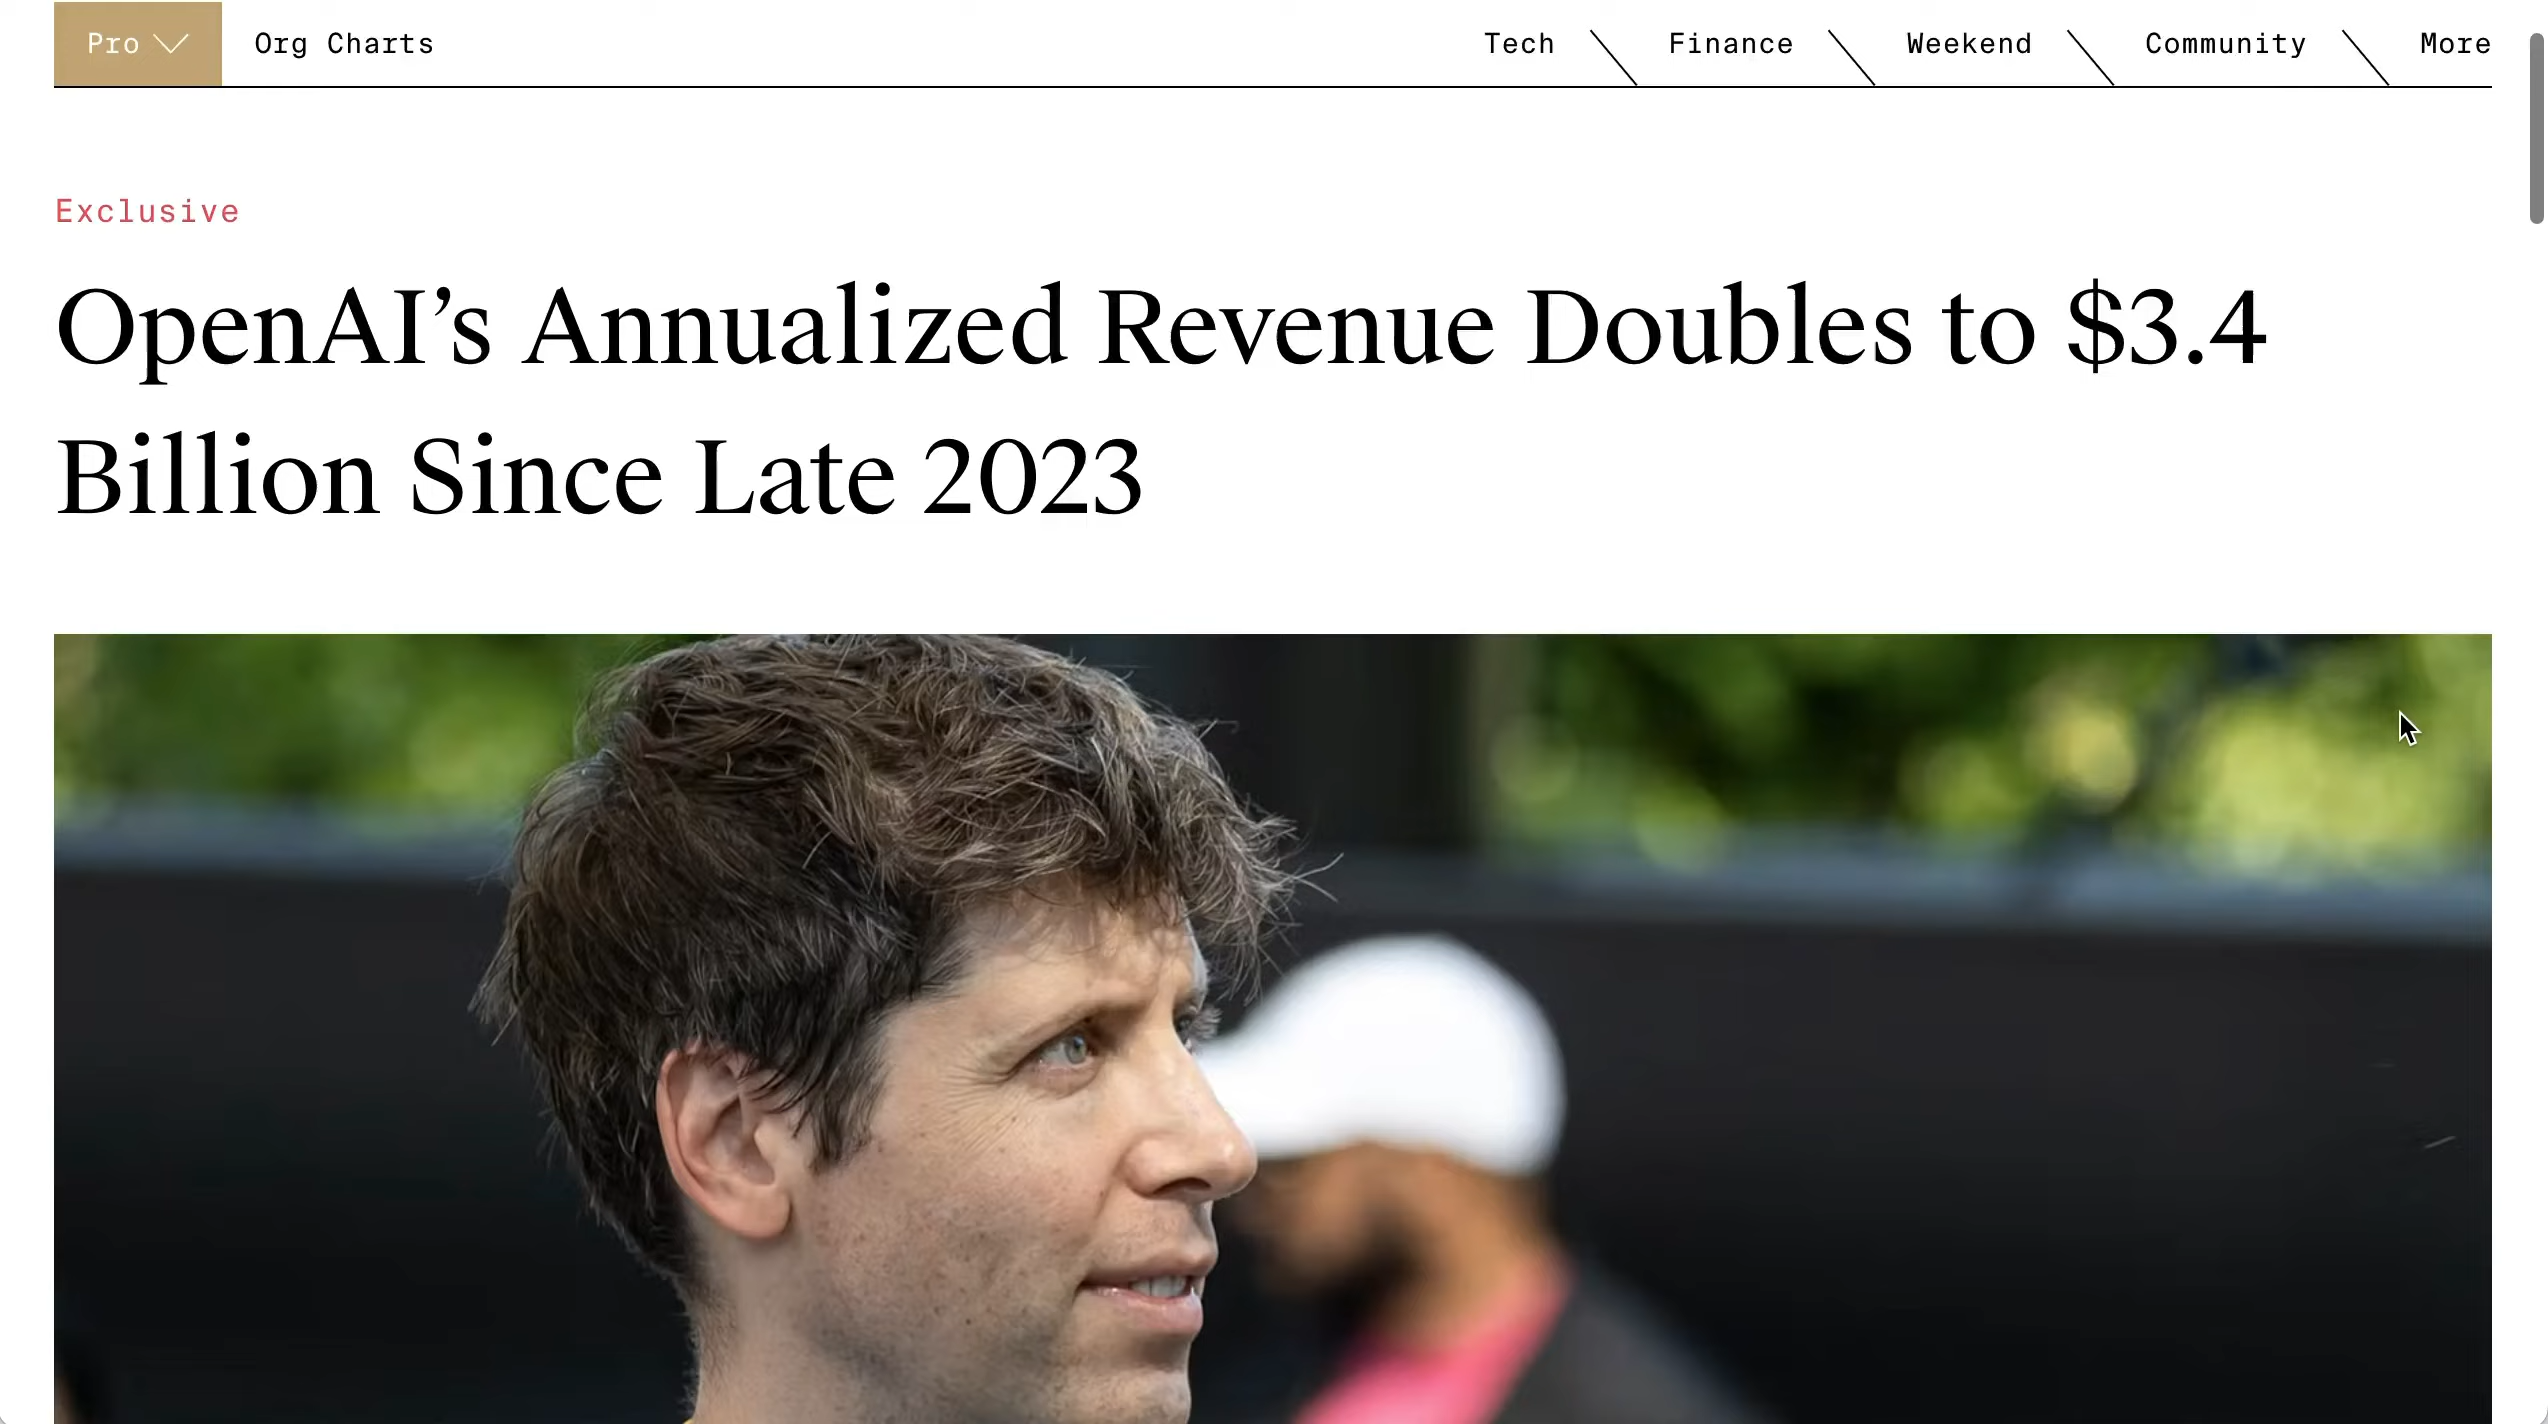 Pro
Org Charts
Tech
Finance
Weekend
Community
More
Exclusive
OpenAI’s Annualized Revenue Doubles to $3.4
Billion Since Late 2023